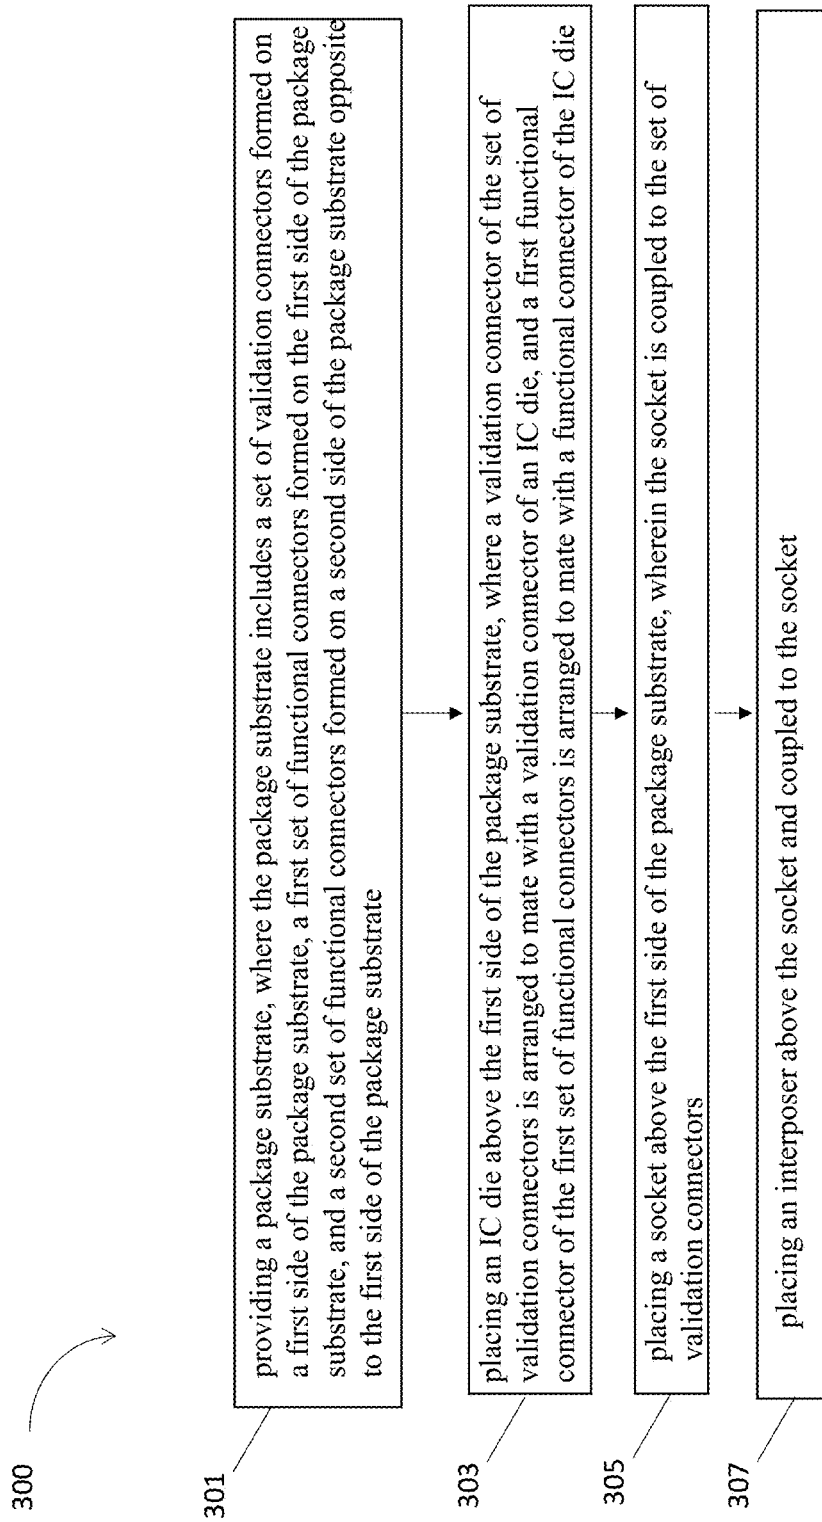 300
301
providing a package substrate, where the package substrate includes a set of validation connectors formed on
a first side of the package substrate, a first set of functional connectors formed on the first side of the package
substrate, and a second set of functional connectors formed on a second side of the package substrate opposite
to the first side of the package substrate
303
placing an IC die above the first side of the package substrate, where a validation connector of the set of
validation connectors is arranged to mate with a validation connector of an IC die, and a first functional
connector of the first set of functional connectors is arranged to mate with a functional connector of the IC die
305
placing a socket above the first side of the package substrate, wherein the socket is coupled to the set of
validation connectors
307
placing an interposer above the socket and coupled to the socket